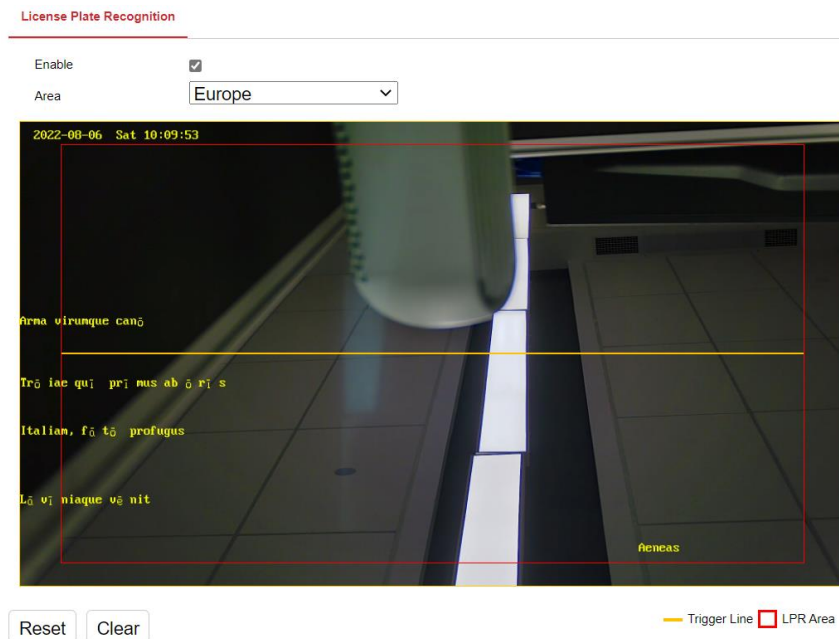 License Plate Recognition
Enable
Area Europe
2022-08-06 Sat 10:09:53
Arma virumque canō
Trō iae quī prī mus ab ō rī s
Italiam, fā tō profugus
Lā vī niaque vē nit
Aeneas
Reset Clear Trigger Line LPR Area